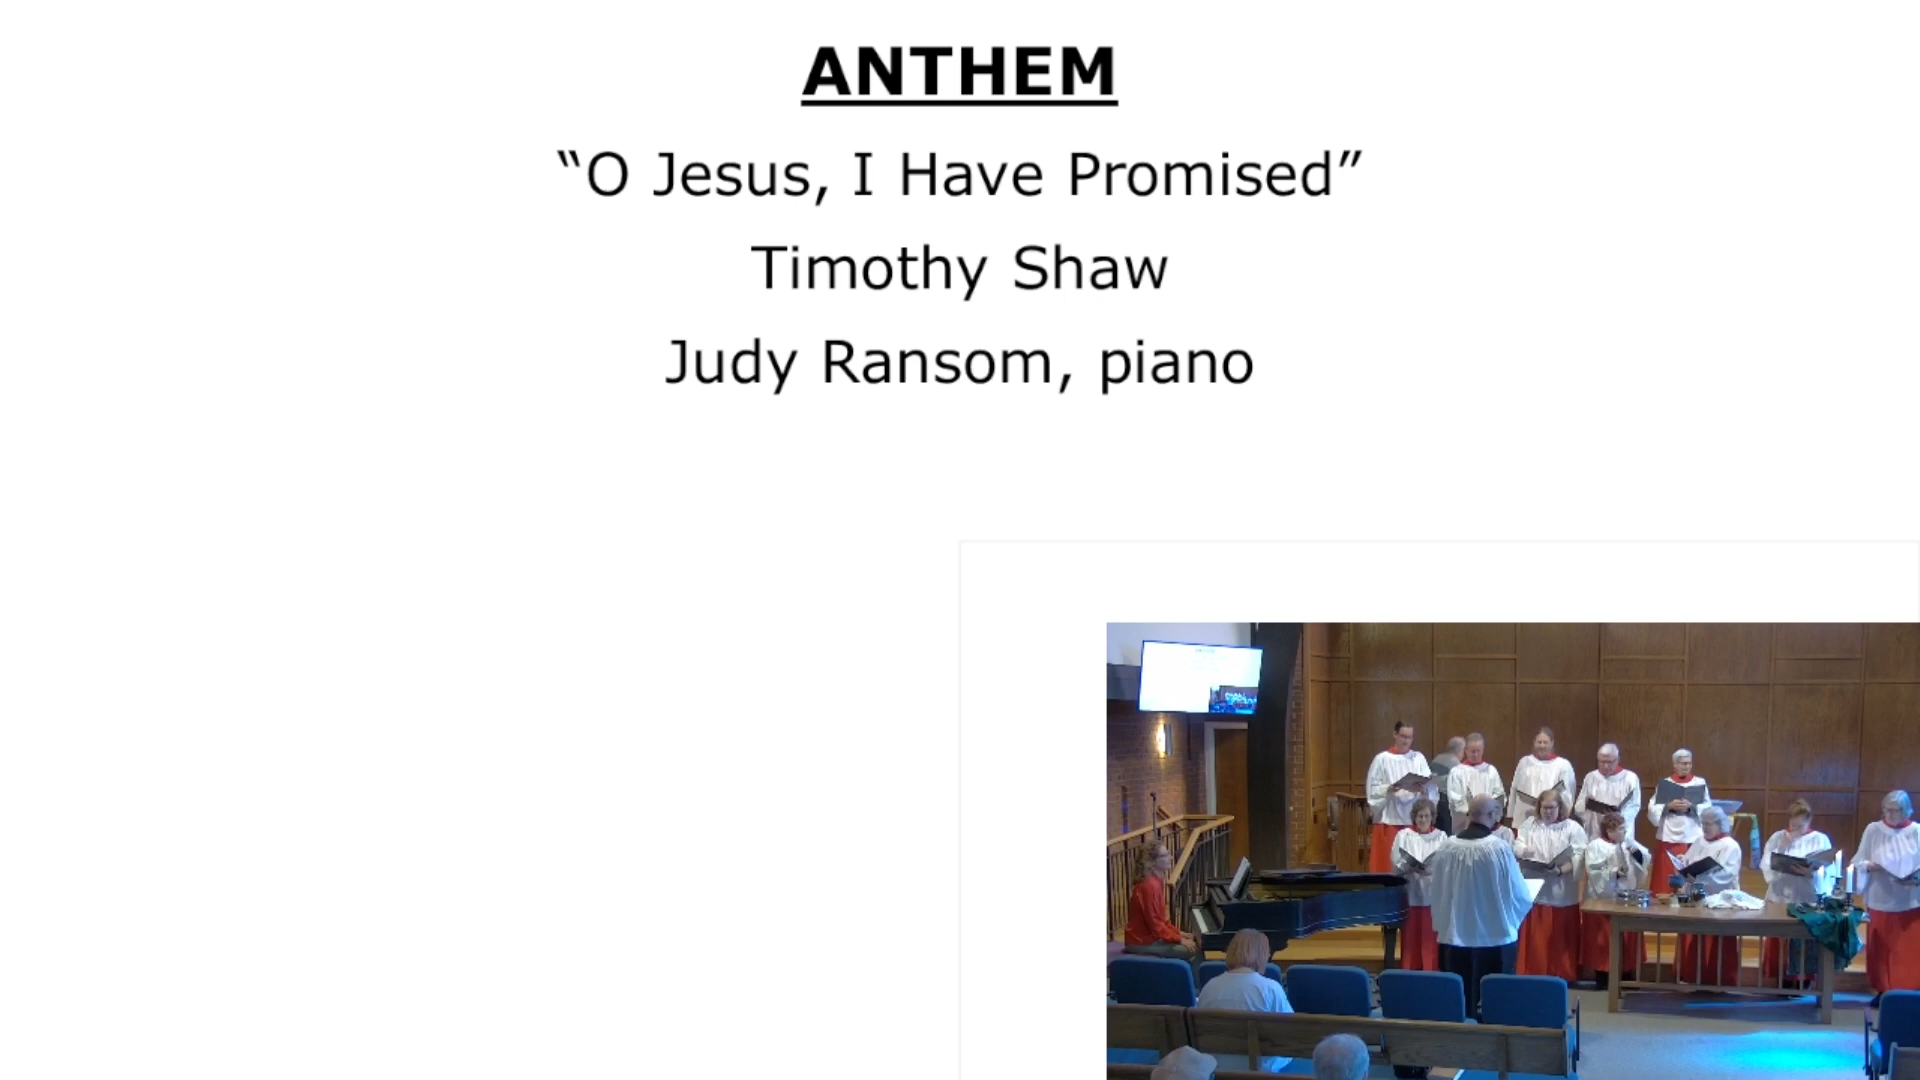 ANTHEM
“O Jesus, I Have Promised”
Timothy Shaw
Judy Ransom, piano